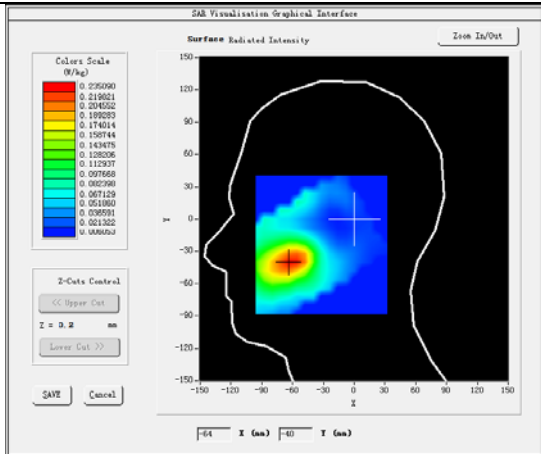 SAR Visualisation Graphical Interface
Surface Radiated Intensity
Zoom In/Out
Colors Scale
(W/kg)
0.235090
0.219821
0.204552
0.189283
0.174014
0.158744
0.143475
0.128206
0.112937
0.097668
0.082398
0.067129
0.051860
0.036591
0.021322
0.006053
150
120
90
60
30
0
-30
-60
-90
-120
-150
Y
-150 -120 -90 -60 -30 0 30 60 90 120 150
X
Z-Cuts Control
<< Upper Cut
Z = 0.2 mm
Lower Cut >>
SAVE Cancel
-64 X (mm) -40 Y (mm)